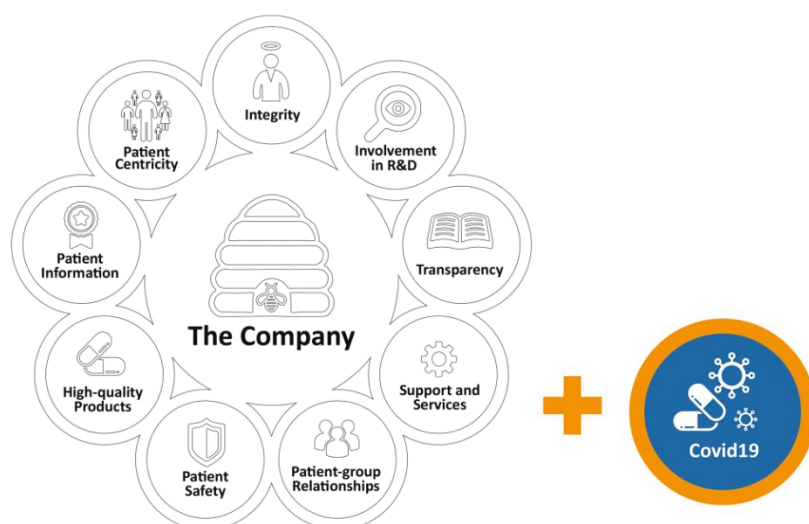 Integrity
Involvement
in R&D
Transparency
Support and
Services
Patient-group
Relationships
Patient
Safety
High-quality
Products
Patient
Information
Patient
Centricity
The Company
Covid19